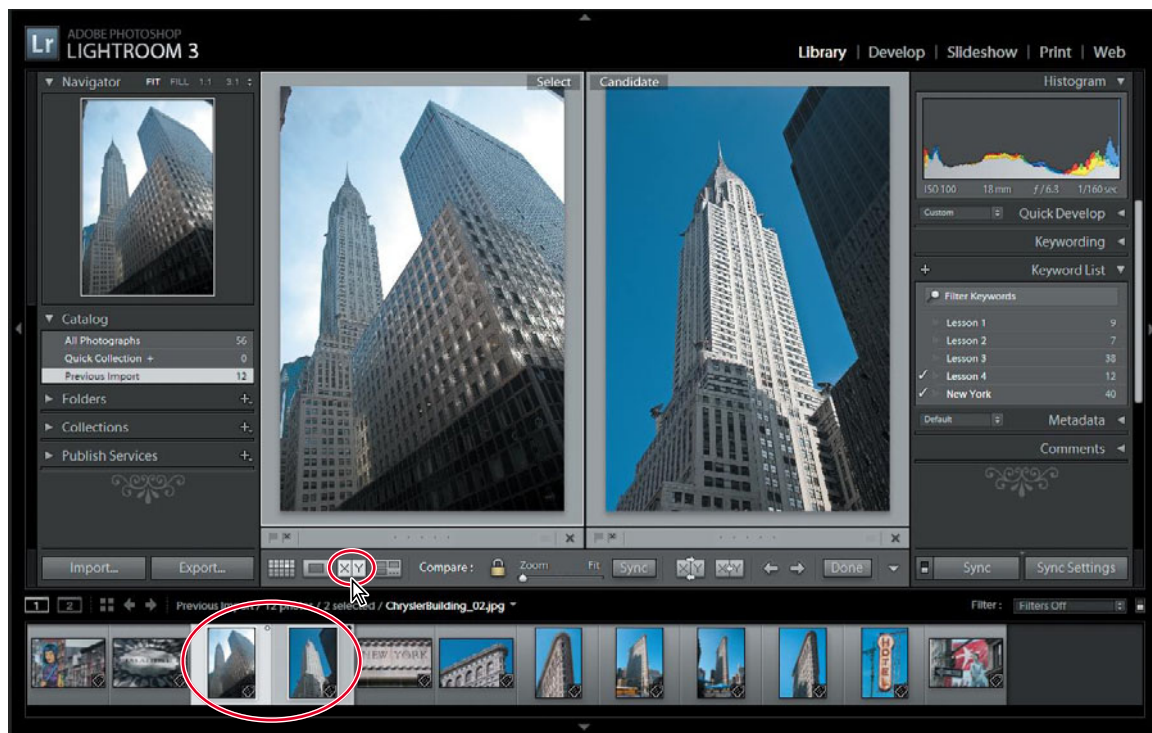 Lr ADOBE PHOTOSHOP
LIGHTROOM 3
Library | Develop | Slideshow | Print | Web
Navigator FIT FILL 1:1 3:1
Select
Candidate
Histogram
ISO 100 18 mm ƒ / 6.3 1/160 sec
Custom Quick Develop
Keywording
+ Keyword List
Filter Keywords
Lesson 1 9
Lesson 2 7
Lesson 3 38
✓ Lesson 4 12
✓ New York 40
Default Metadata
Comments
Catalog
All Photographs 56
Quick Collection + 0
Previous Import 12
Folders +
Collections +
Publish Services +
Import... Export...
X Y Compare : Zoom Fit Sync X Y X Y Done
Sync Sync Settings
1 2 Previous Import / 12 photos / 2 selected / ChryslerBuilding_02.jpg
Filter : Filters Off
NEW YORK
HOTEL